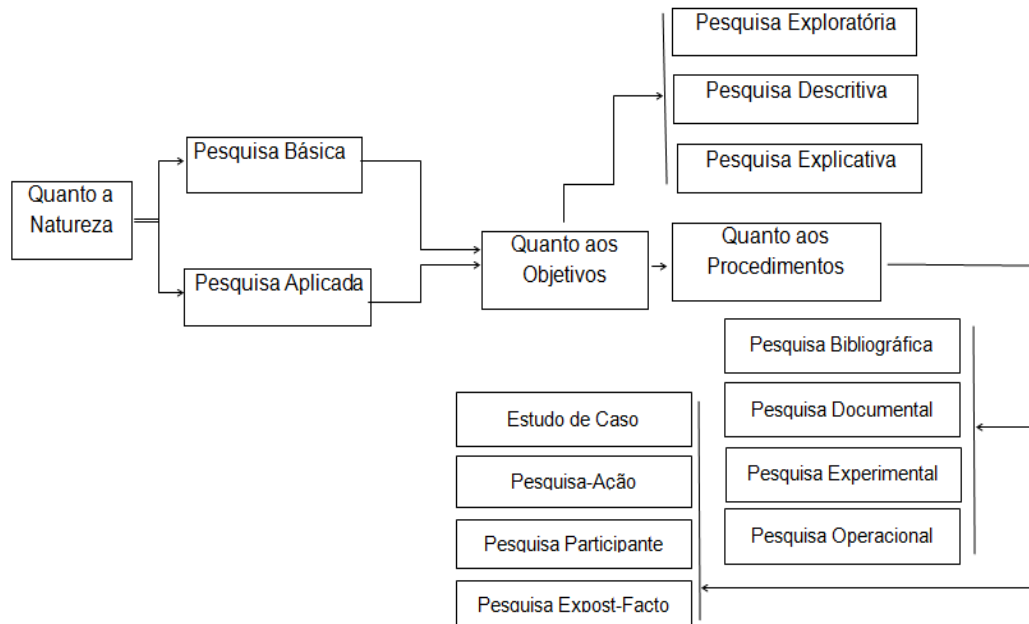 Quanto a
Natureza
Pesquisa Básica
Pesquisa Aplicada
Quanto aos
Objetivos
Pesquisa Exploratória
Pesquisa Descritiva
Pesquisa Explicativa
Quanto aos
Procedimentos
Pesquisa Bibliográfica
Pesquisa Documental
Pesquisa Experimental
Pesquisa Operacional
Estudo de Caso
Pesquisa-Ação
Pesquisa Participante
Pesquisa Expost-Facto